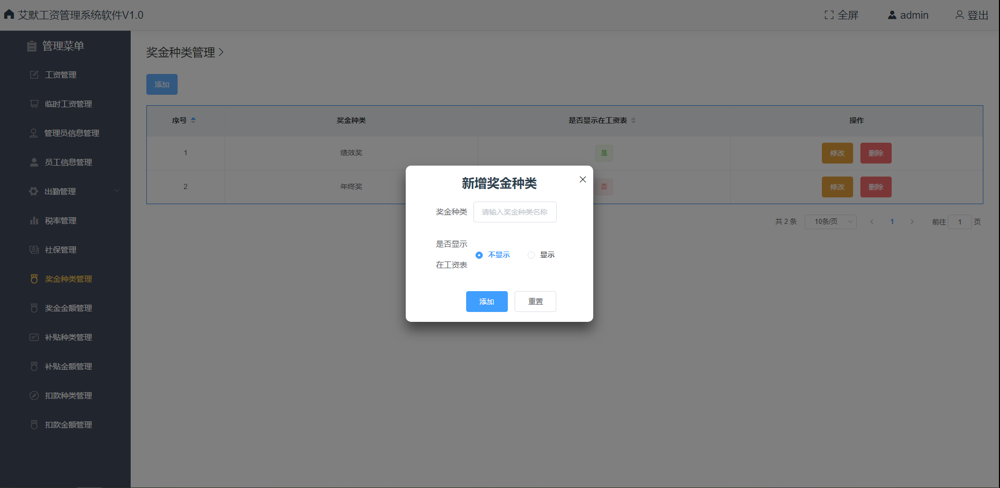 艾默工资管理系统软件V1.0
全屏
admin
登出
管理菜单
工资管理
临时工资管理
管理员信息管理
员工信息管理
出勤管理
税率管理
社保管理
奖金种类管理
奖金金额管理
补贴种类管理
补贴金额管理
扣款种类管理
扣款金额管理
奖金种类管理
添加
序号 奖金种类 是否显示在工资表 操作
1 绩效奖 是 修改 删除
2 年终奖 否 修改 删除
共 2 条 10条/页 1 前往 1 页
新增奖金种类
奖金种类 请输入奖金种类名称
是否显示
在工资表
不显示 显示
添加 重置